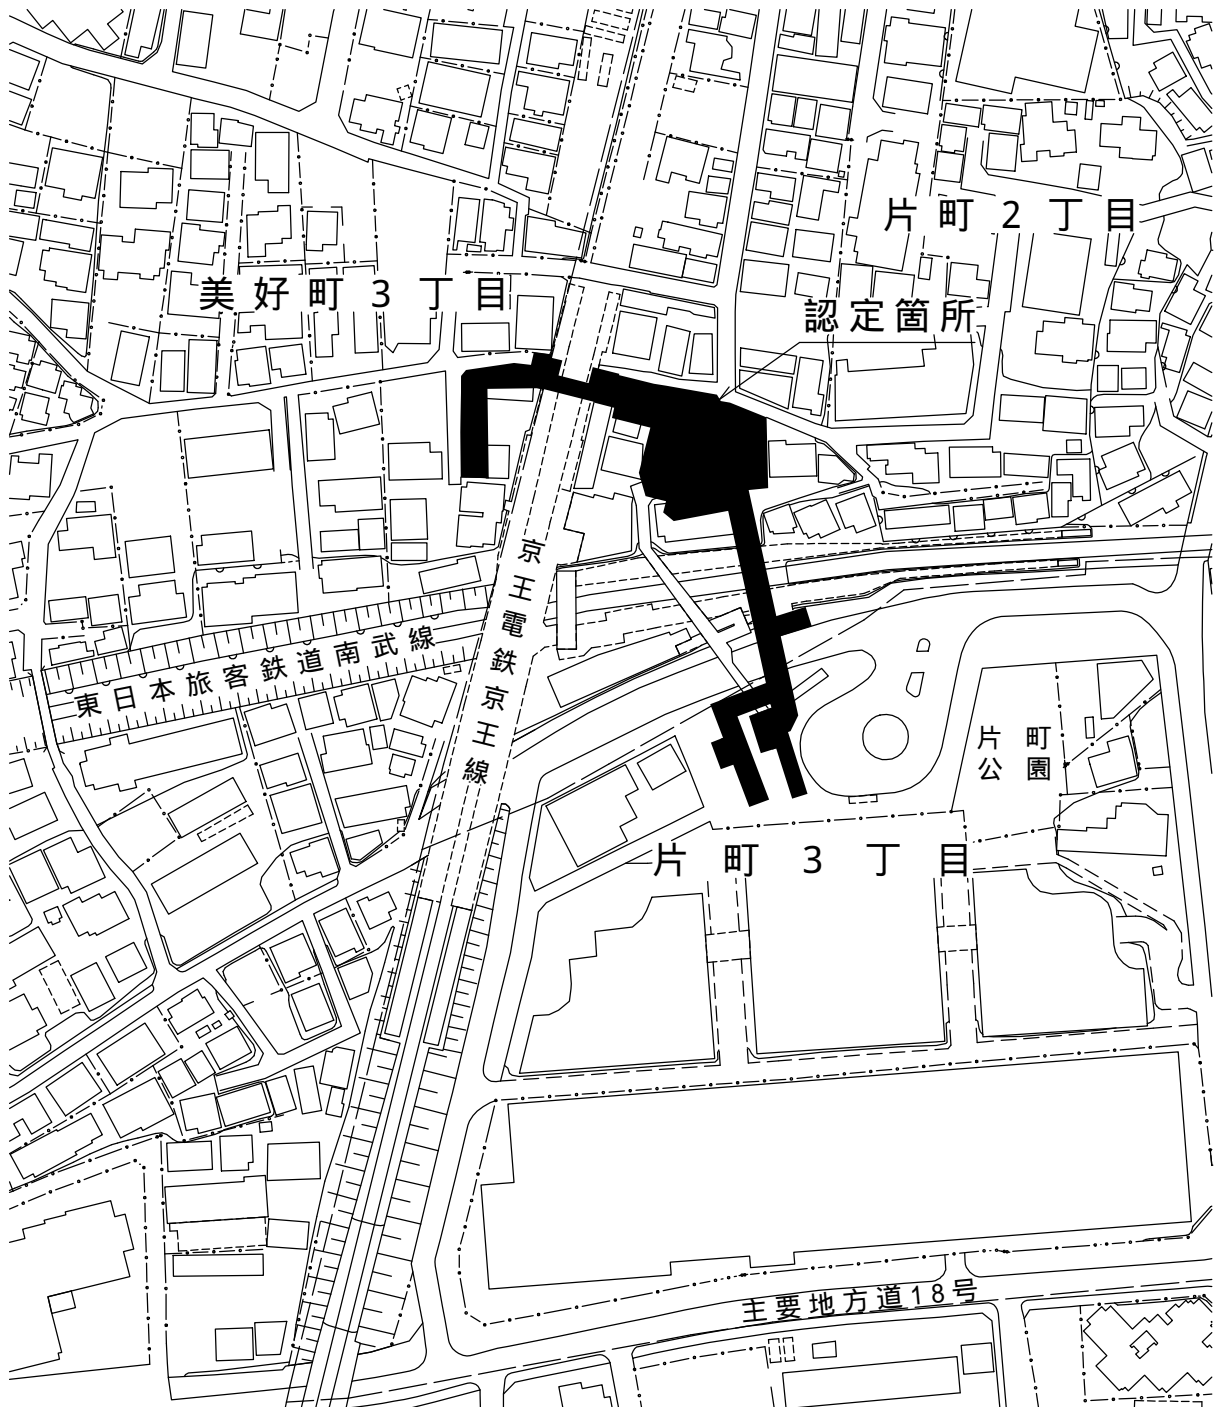 片町2丁目
美好町3丁目
認定箇所
京王電鉄京王線
東日本旅客鉄道南武線
片町
公園
片町3丁目
主要地方道18号